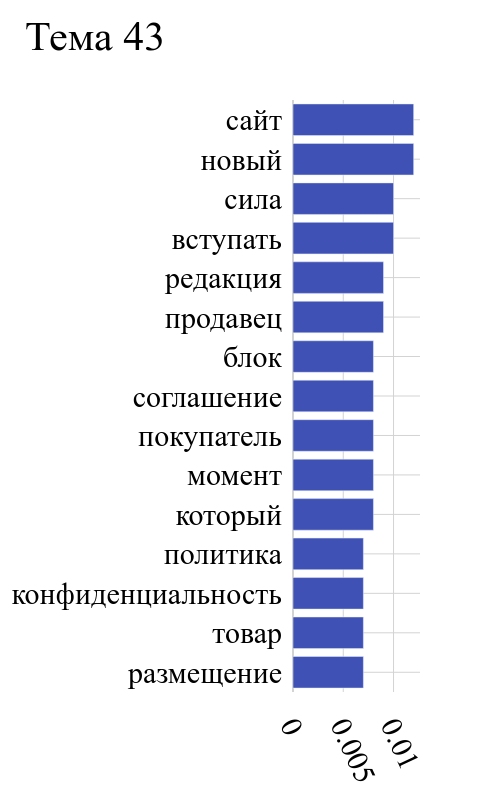 Тема 43
сайт
новый
сила
вступать
редакция
продавец
блок
соглашение
покупатель
момент
который
политика
конфиденциальность
товар
размещение
0
0.005
0.01